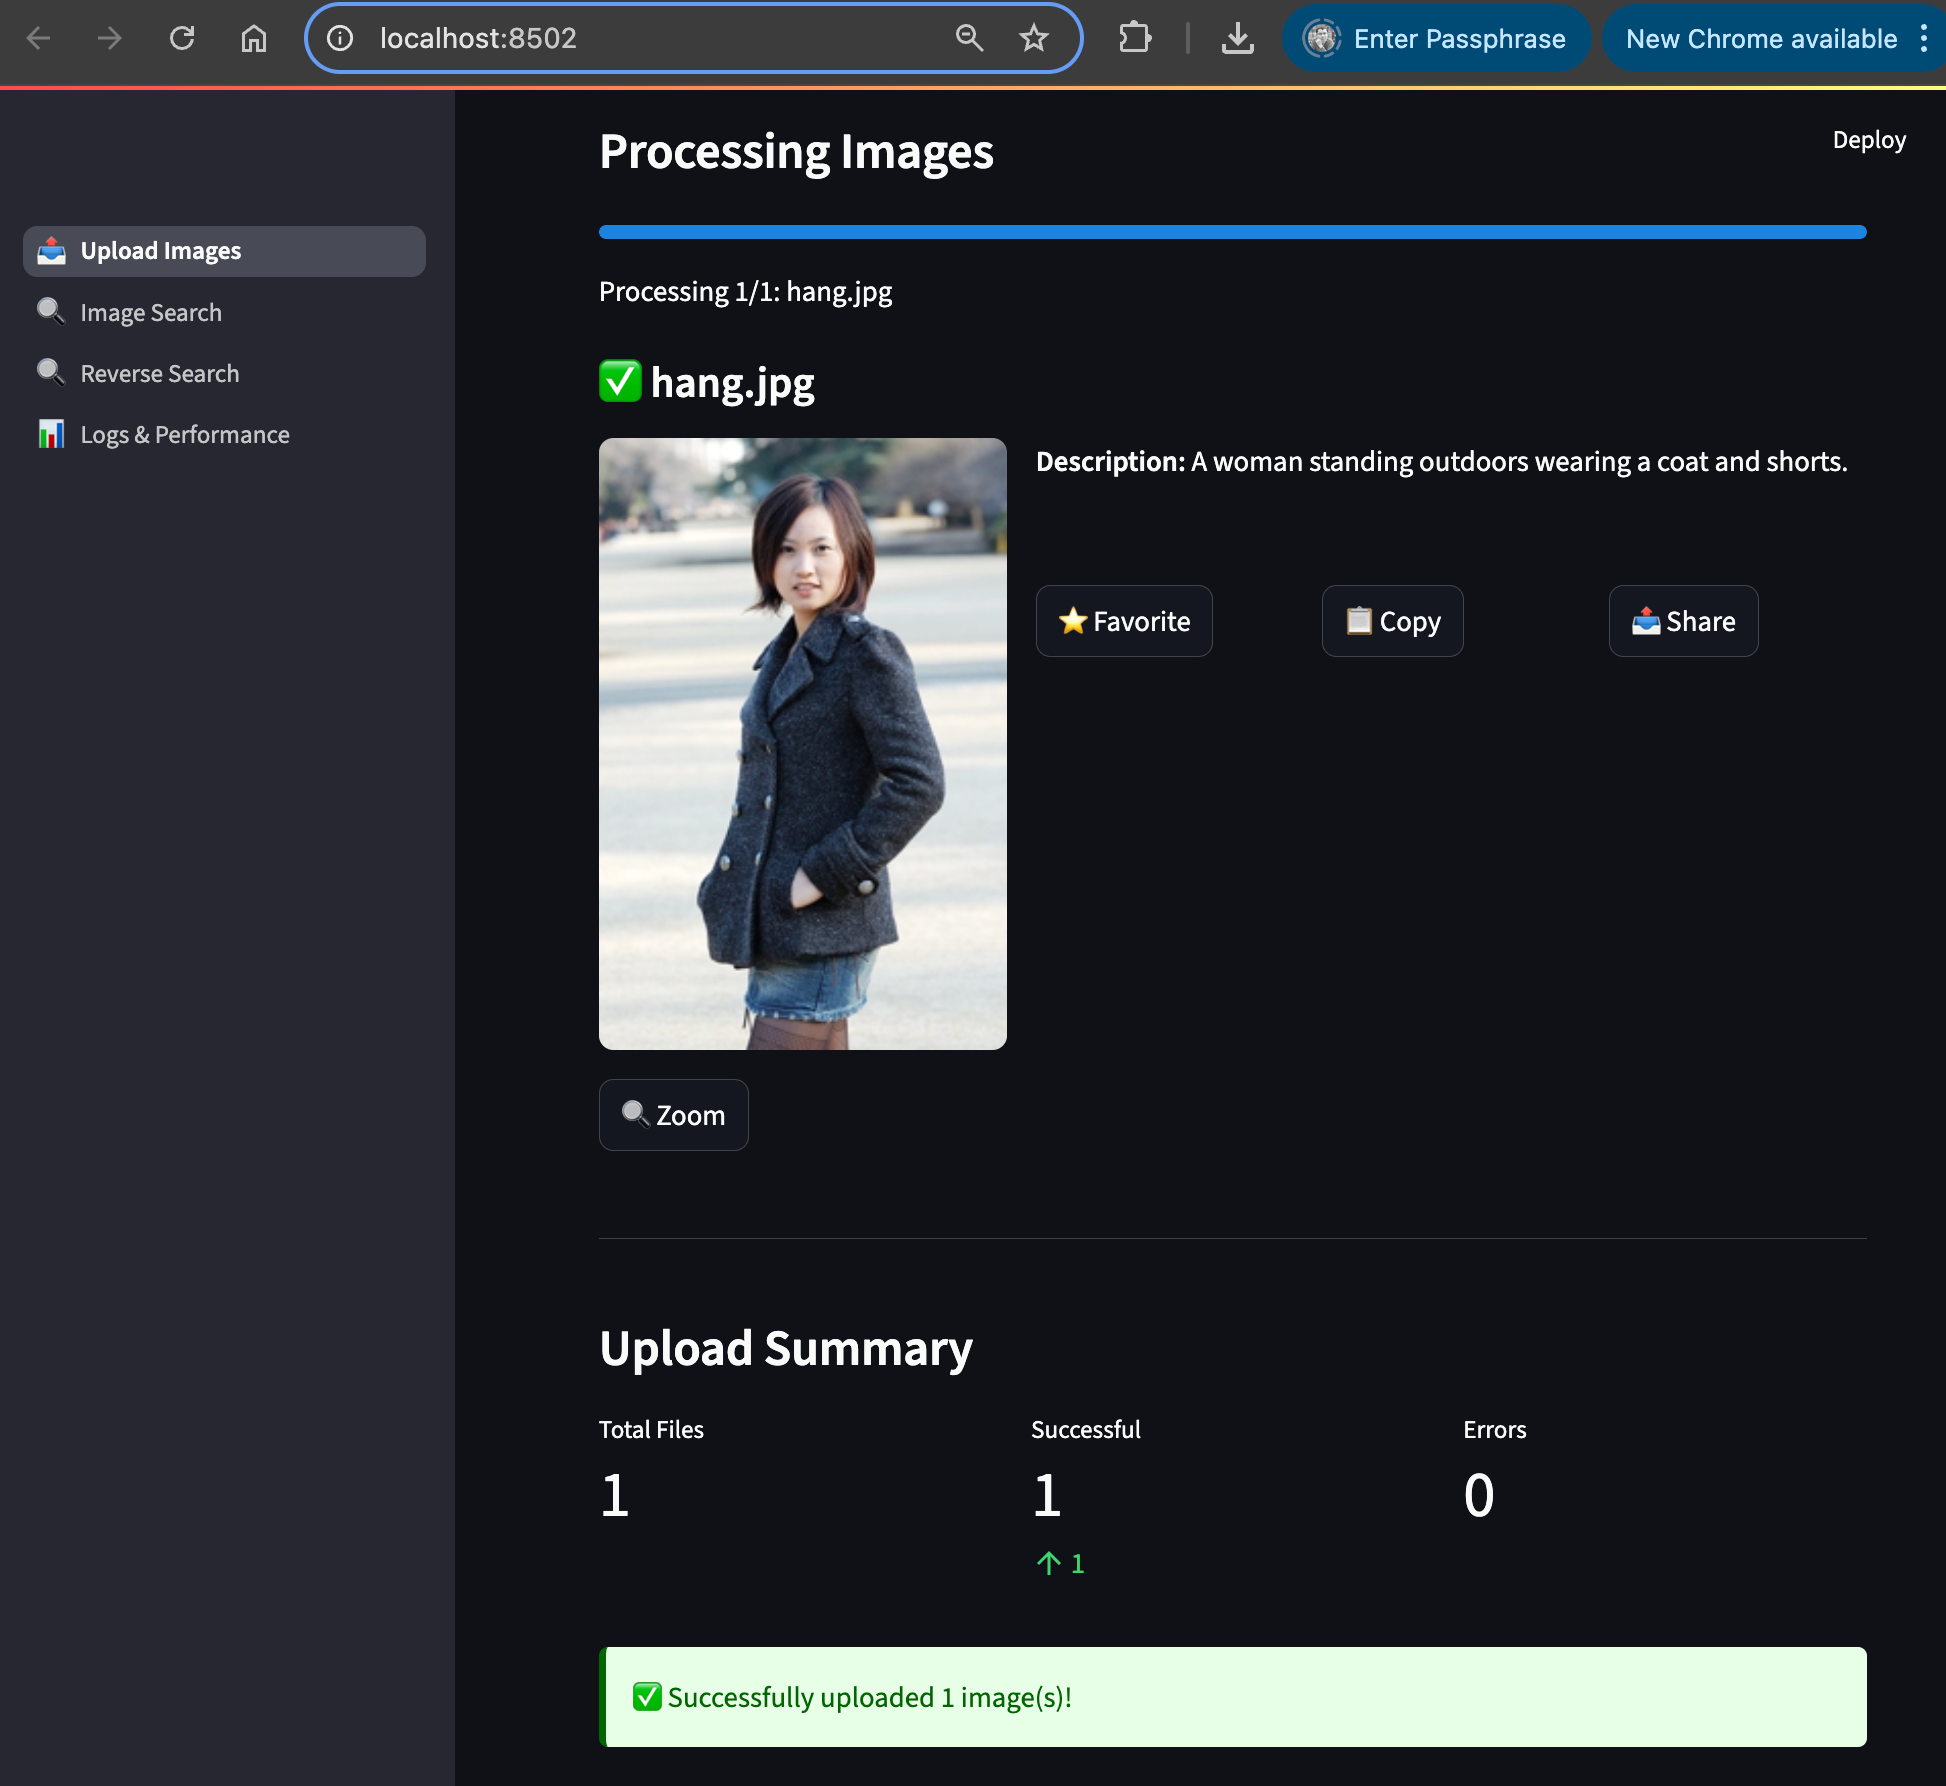 localhost:8502
Enter Passphrase
New Chrome available
Deploy
Upload Images
Image Search
Reverse Search
Logs & Performance
Processing Images
Processing 1/1: hang.jpg
hang.jpg
Description: A woman standing outdoors wearing a coat and shorts.
Favorite
Copy
Share
Zoom
Upload Summary
Total Files
Successful
Errors
1
1
0
↑ 1
Successfully uploaded 1 image(s)!